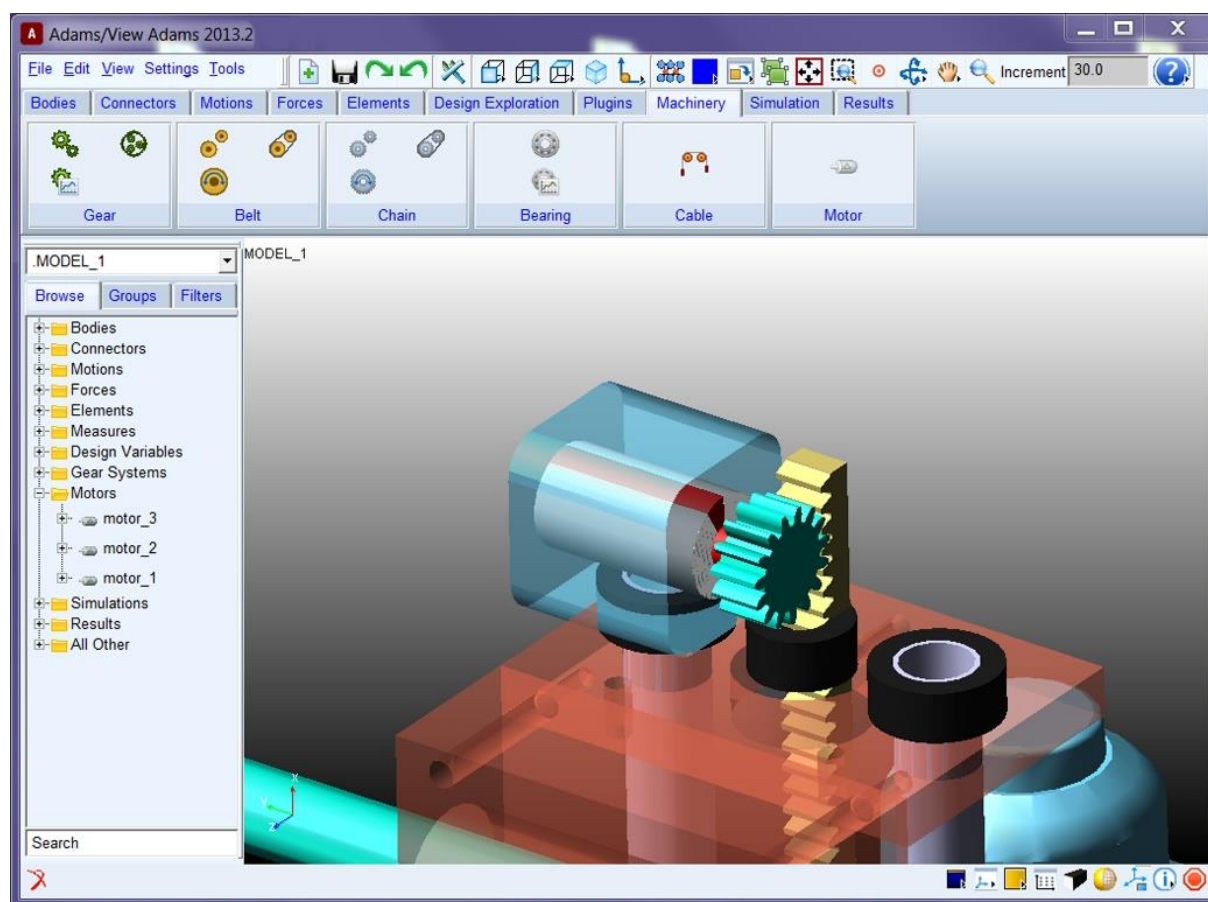 Adams/View Adams 2013.2
File Edit View Settings Tools
Increment 30.0
Bodies Connectors Motions Forces Elements Design Exploration Plugins Machinery Simulation Results
Gear Belt Chain Bearing Cable Motor
.MODEL_1
MODEL_1
Browse Groups Filters
Bodies
Connectors
Motions
Forces
Elements
Measures
Design Variables
Gear Systems
Motors
motor_3
motor_2
motor_1
Simulations
Results
All Other
Search
X
Y
Z